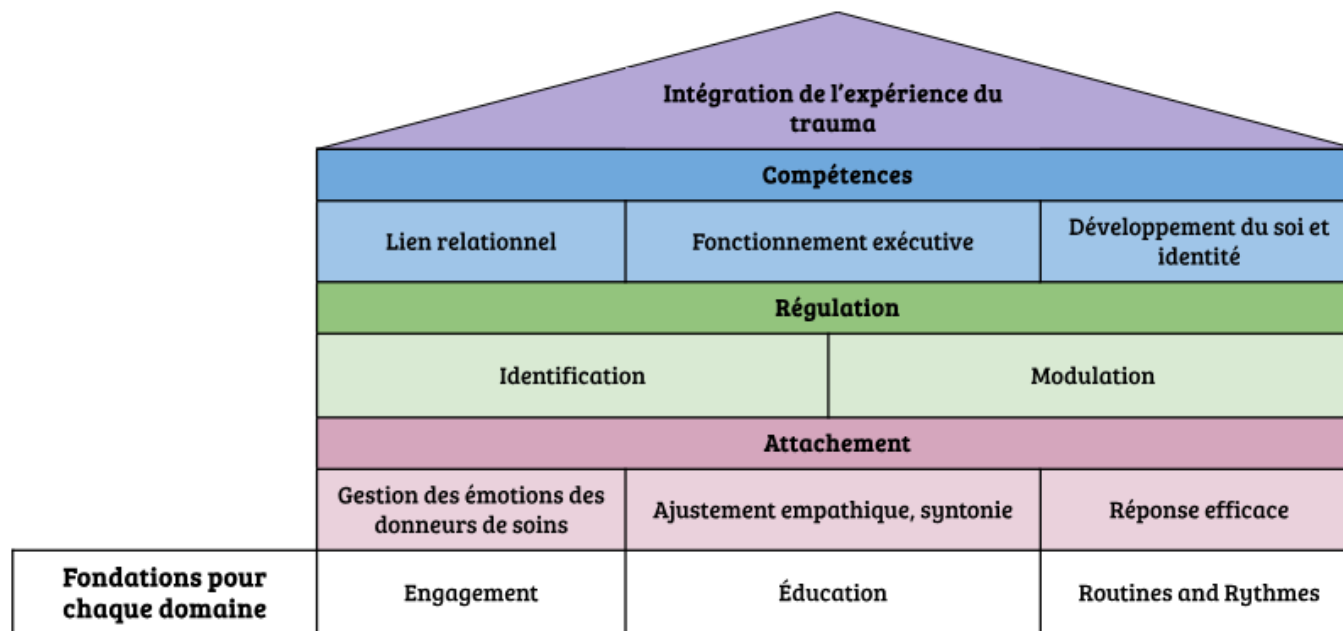 Intégration de l'expérience du
trauma
Compétences
Lien relationnel
Fonctionnement exécutive
Développement du soi et
identité
Régulation
Identification
Modulation
Attachement
Gestion des émotions des
donneurs de soins
Ajustement empathique, syntonie
Réponse efficace
Fondations pour
chaque domaine
Engagement
Éducation
Routines and Rythmes